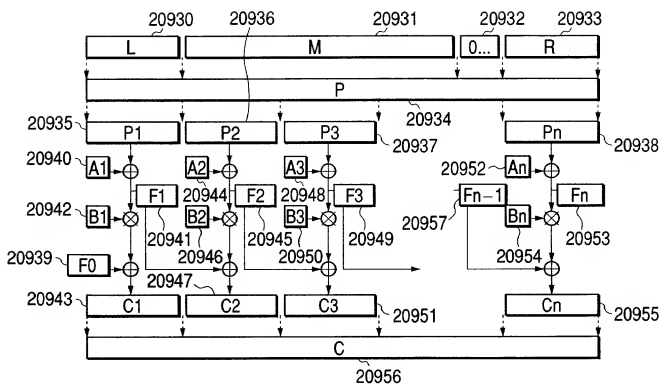 20930 20936 20931 20932 20933
L M 0... R
P
20935 20934
P1 P2 P3 Pn
20937 20938
20940 A1 A2 A3 20952 An
20944 20948
F1 F2 F3 Fn-1 Fn
20942 B1 B2 B3 20957 Bn
20941 20945 20949 20953
20946 20950 20954
20939 F0
20943 20947
C1 C2 C3 Cn
20951 20955
C
20956